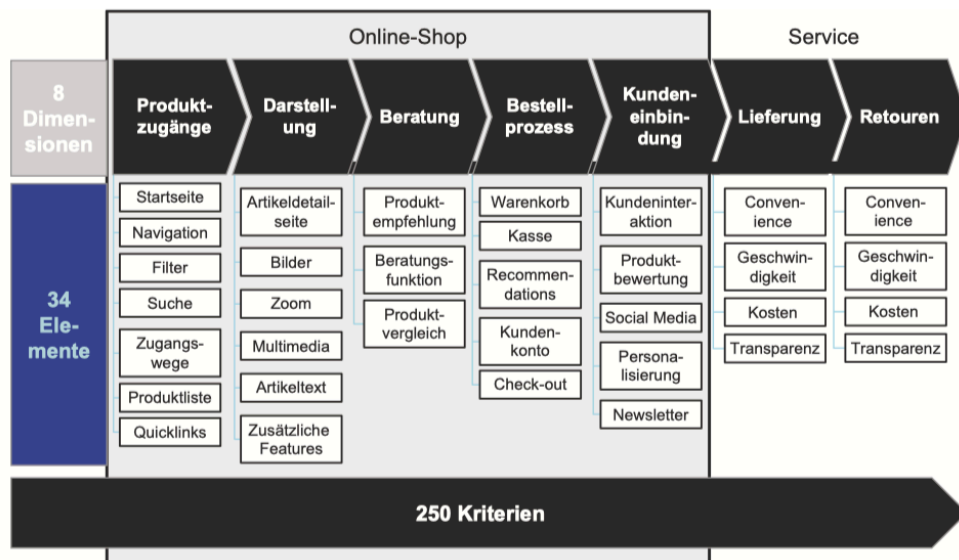 Online-Shop
Service
8
Dimen-
sionen
Produkt-
zugänge
Darstell-
ung
Beratung
Bestell-
prozess
Kunden-
einbin-
dung
Lieferung
Retouren
34
Ele-
mente
Startseite
Navigation
Filter
Suche
Zugangs-
wege
Produktliste
Quicklinks
Artikeldetail-
seite
Bilder
Zoom
Multimedia
Artikeltext
Zusätzliche
Features
Produkt-
empfehlung
Beratungs-
funktion
Produkt-
vergleich
Warenkorb
Kasse
Recommen-
dations
Kunden-
konto
Check-out
Kundeninter-
aktion
Produkt-
bewertung
Social Media
Persona-
lisierung
Newsletter
Conven-
ience
Geschwin-
digkeit
Kosten
Transparenz
Conven-
ience
Geschwin-
digkeit
Kosten
Transparenz
250 Kriterien